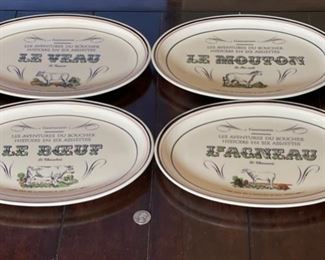 LES AVENTURES DU BOUCHER
HISTOIRE EN SIX ASSIETTES
LE VEAU
LES AVENTURES DU BOUCHER
HISTOIRE EN SIX ASSIETTES
LE MOUTON
LES AVENTURES DU BOUCHER
HISTOIRE EN SIX ASSIETTES
LE BŒUF
LES AVENTURES DU BOUCHER
HISTOIRE EN SIX ASSIETTES
L'AGNEAU